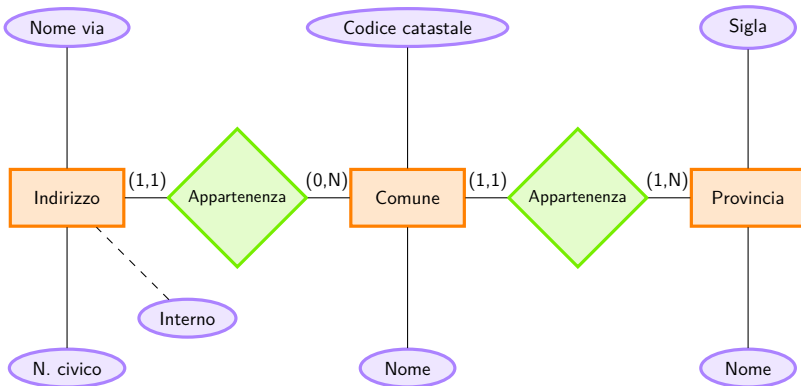 Nome via
Codice catastale
Sigla
(1,1)
(0,N)
(1,1)
(1,N)
Indirizzo
Appartenenza
Comune
Appartenenza
Provincia
Interno
N. civico
Nome
Nome